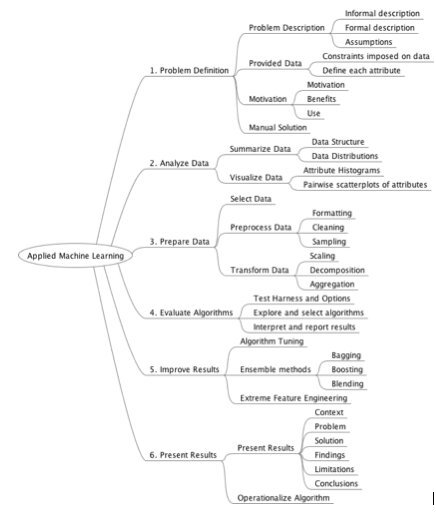 Applied Machine Learning
1. Problem Definition
Problem Description
Informal description
Formal description
Assumptions
Provided Data
Constraints imposed on data
Define each attribute
Motivation
Motivation
Benefits
Use
Manual Solution
2. Analyze Data
Summarize Data
Data Structure
Data Distributions
Visualize Data
Attribute Histograms
Pairwise scatterplots of attributes
3. Prepare Data
Select Data
Preprocess Data
Formatting
Cleaning
Sampling
Transform Data
Scaling
Decomposition
Aggregation
4. Evaluate Algorithms
Test Harness and Options
Explore and select algorithms
Interpret and report results
5. Improve Results
Algorithm Tuning
Ensemble methods
Bagging
Boosting
Blending
Extreme Feature Engineering
6. Present Results
Present Results
Context
Problem
Solution
Findings
Limitations
Conclusions
Operationalize Algorithm